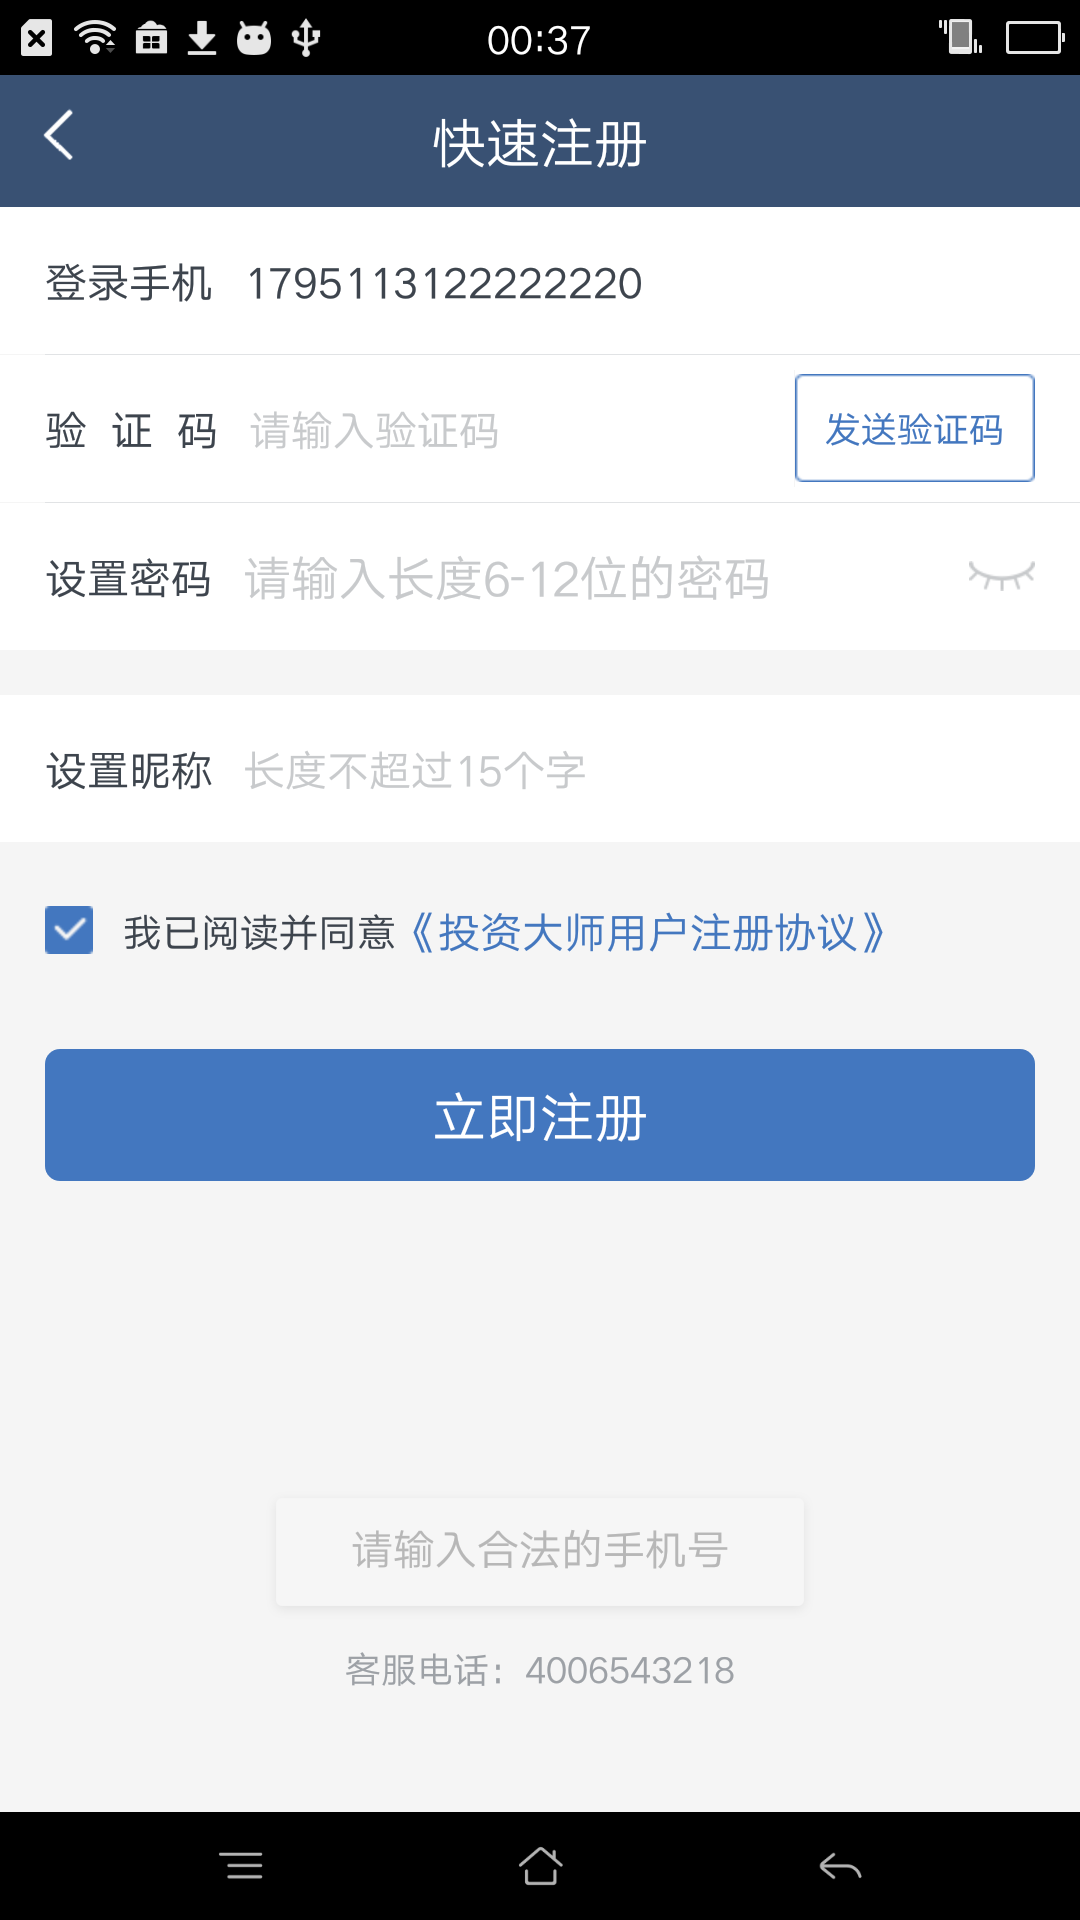 00:37
快速注册
登录手机 17951131222222220
验 证 码 请输入验证码 发送验证码
设置密码 请输入长度6-12位的密码
设置昵称 长度不超过15个字
我已阅读并同意《投资大师用户注册协议》
立即注册
请输入合法的手机号
客服电话：4006543218